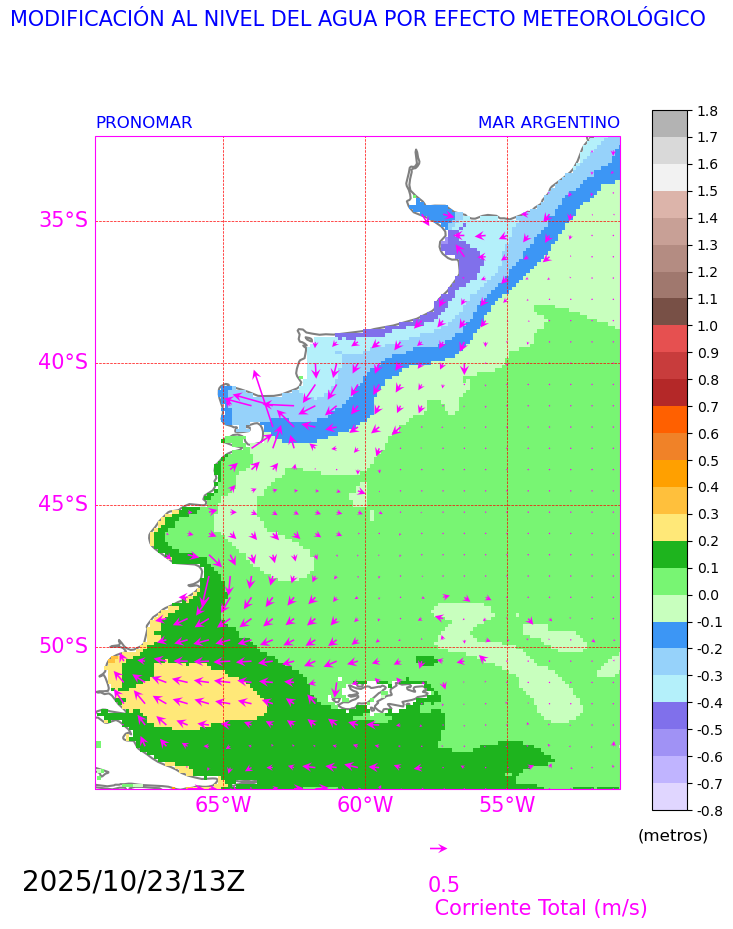 MODIFICACIÓN AL NIVEL DEL AGUA POR EFECTO METEOROLÓGICO
PRONOMAR
MAR ARGENTINO
35°S
40°S
45°S
50°S
65°W
60°W
55°W
1.8
1.7
1.6
1.5
1.4
1.3
1.2
1.1
1.0
0.9
0.8
0.7
0.6
0.5
0.4
0.3
0.2
0.1
0.0
-0.1
-0.2
-0.3
-0.4
-0.5
-0.6
-0.7
-0.8
(metros)
2025/10/23/13Z
0.5
Corriente Total (m/s)